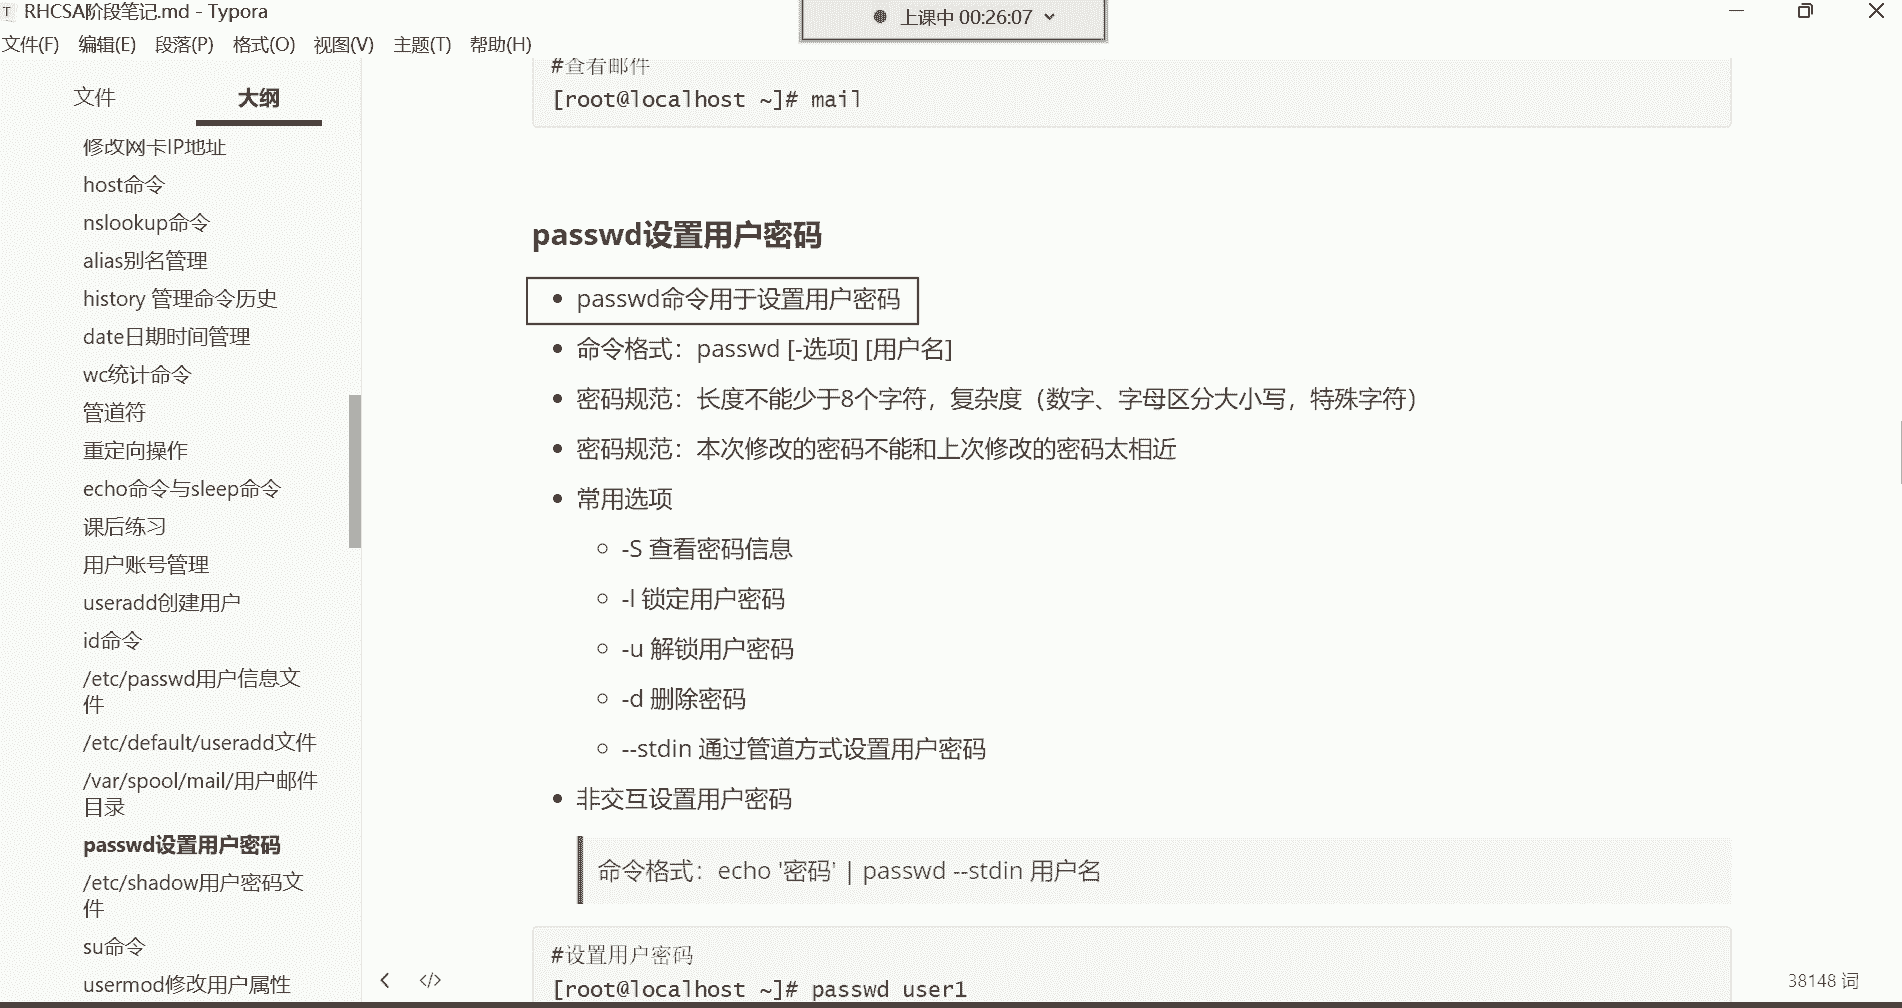 T RHCSA阶段笔记.md - Typora
上课中 00:26:07
文件(F) 编辑(E) 段落(P) 格式(O) 视图(V) 主题(T) 帮助(H)
文件 大纲
修改网卡IP地址
host命令
nslookup命令
alias别名管理
history 管理命令历史
date日期时间管理
wc统计命令
管道符
重定向操作
echo命令与sleep命令
课后练习
用户账号管理
useradd创建用户
id命令
/etc/passwd用户信息文
件
/etc/default/useradd文件
/var/spool/mail/用户邮件
目录
passwd设置用户密码
/etc/shadow用户密码文
件
su命令
usermod修改用户属性
#查看邮件
[root@localhost ~]# mail
passwd设置用户密码
passwd命令用于设置用户密码
命令格式：passwd [-选项] [用户名]
密码规范：长度不能少于8个字符，复杂度（数字、字母区分大小写，特殊字符）
密码规范：本次修改的密码不能和上次修改的密码太相近
常用选项
-S 查看密码信息
-l 锁定用户密码
-u 解锁用户密码
-d 删除密码
--stdin 通过管道方式设置用户密码
非交互设置用户密码
命令格式：echo '密码' | passwd --stdin 用户名
#设置用户密码
[root@localhost ~]# passwd user1
38148 词